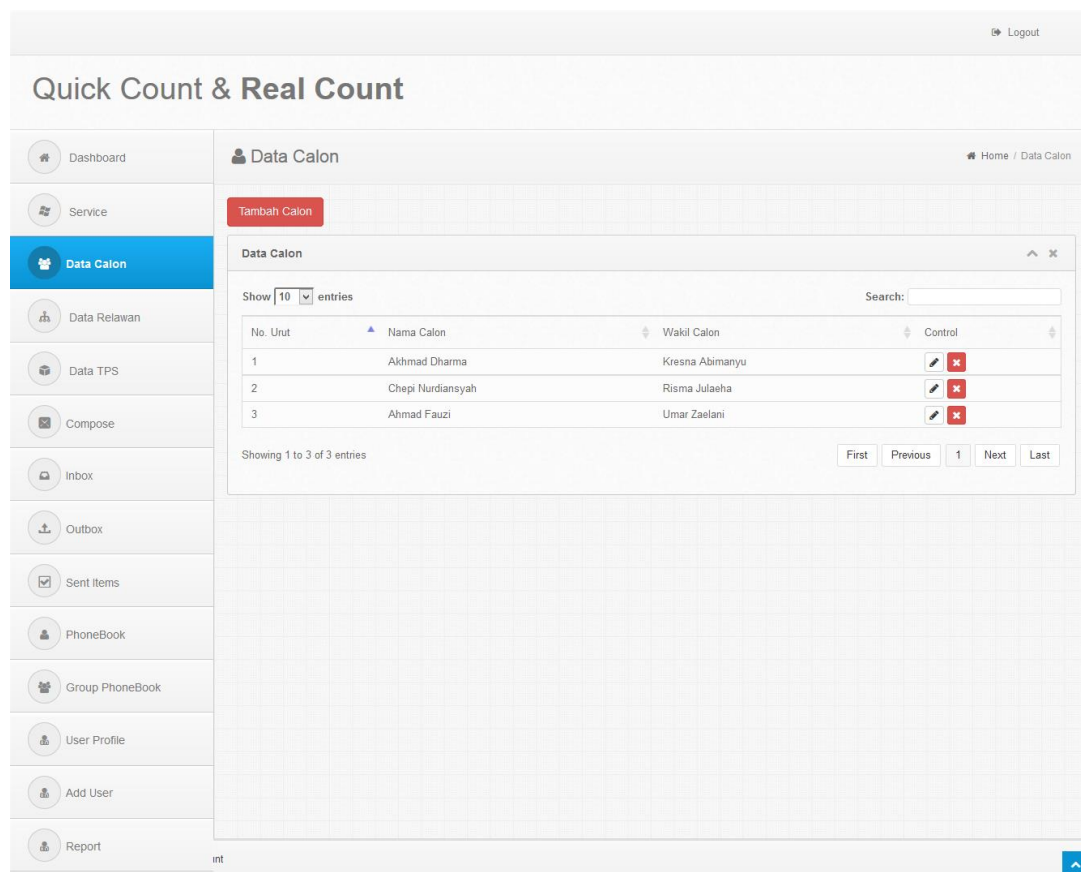 Logout
Quick Count & Real Count
Dashboard
Service
Data Calon
Data Relawan
Data TPS
Compose
Inbox
Outbox
Sent Items
PhoneBook
Group PhoneBook
User Profile
Add User
Report
Data Calon
Home / Data Calon
Tambah Calon
Data Calon
Show 10 entries
Search:
No. Urut Nama Calon Wakil Calon Control
1 Akhmad Dharma Kresna Abimanyu
2 Chepi Nurdiansyah Risma Julaeha
3 Ahmad Fauzi Umar Zaelani
Showing 1 to 3 of 3 entries
First Previous 1 Next Last